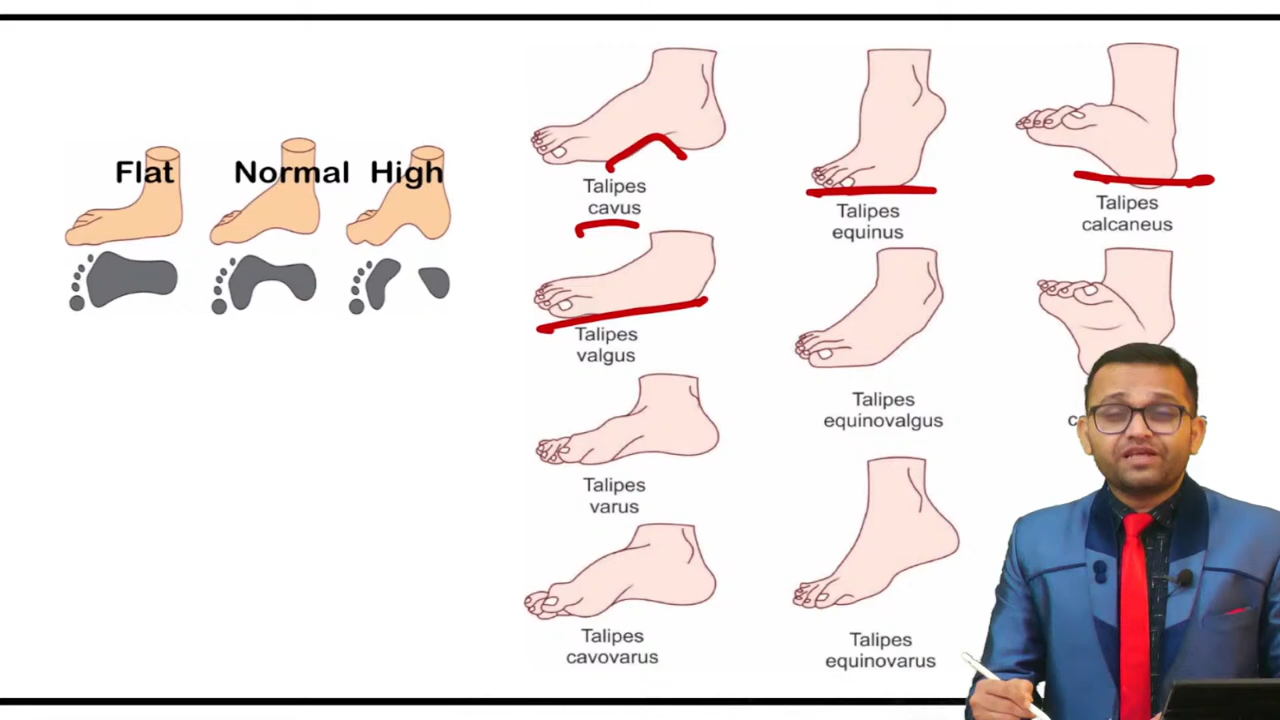 Flat Normal High
Talipes
cavus
Talipes
equinus
Talipes
calcaneus
Talipes
valgus
Talipes
equinovalgus
Talipes
varus
Talipes
cavovarus
Talipes
equinovarus